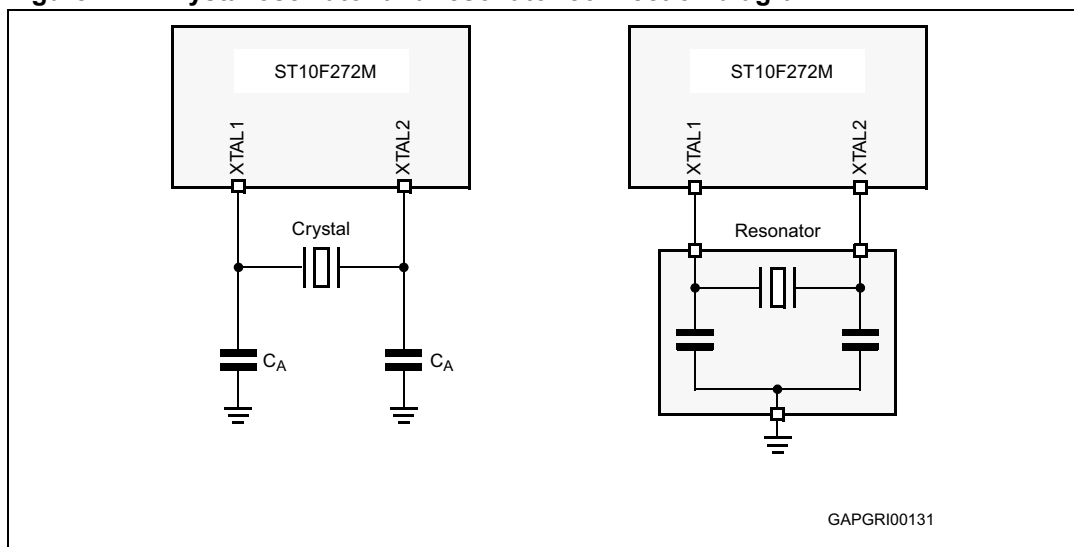 ST10F272M
XTAL1
XTAL2
Crystal
CA
CA
ST10F272M
XTAL1
XTAL2
Resonator
GAPGRI00131